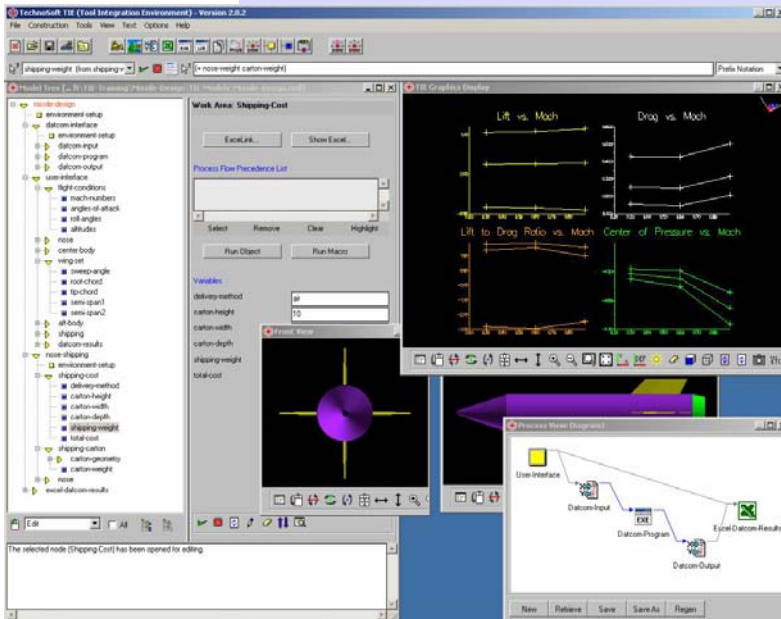 TechnoSoft TIE (Tool Integration Environment) - Version 2.0.2
File Construction Tools View Text Options Help
shipping-weight (from shipping-w
(+ nose-weight carton-weight)
Prefix Notation
missile-design
environment-setup
datcom-interface
environment-setup
datcom-input
datcom-program
datcom-output
user-interface
flight-conditions
mach-numbers
angles-of-attack
roll-angles
altitudes
nose
center-body
wing-set
sweep-angle
root-chord
tip-chord
semi-span1
semi-span2
aft-body
shipping
datcom-results
nose-shipping
environment-setup
shipping-cost
delivery-method
carton-height
carton-width
carton-depth
shipping-weight
total-cost
shipping-carton
carton-geometry
carton-weight
nose
excel-datcom-results
Edit
All
The selected node (Shipping-Cost) has been opened for editing.
Work Area: Shipping-Cost
ExcelLink...
Show Excel...
Process Flow Precedence List
Select Remove Clear Highlight
Run Object
Run Macro
Variables
delivery-method
air
carton-height
10
carton-width
carton-depth
shipping-weight
total-cost
Front View
TIE Graphics Display
Lift vs. Mach
Drag vs. Mach
Lift to Drag Ratio vs. Mach
Center of Pressure vs. Mach
Process View Diagram1
User-Interface
Datcom-Input
EXE
Datcom-Program
Datcom-Output
Excel-Datcom-Results
New
Retrieve
Save
Save As
Regen